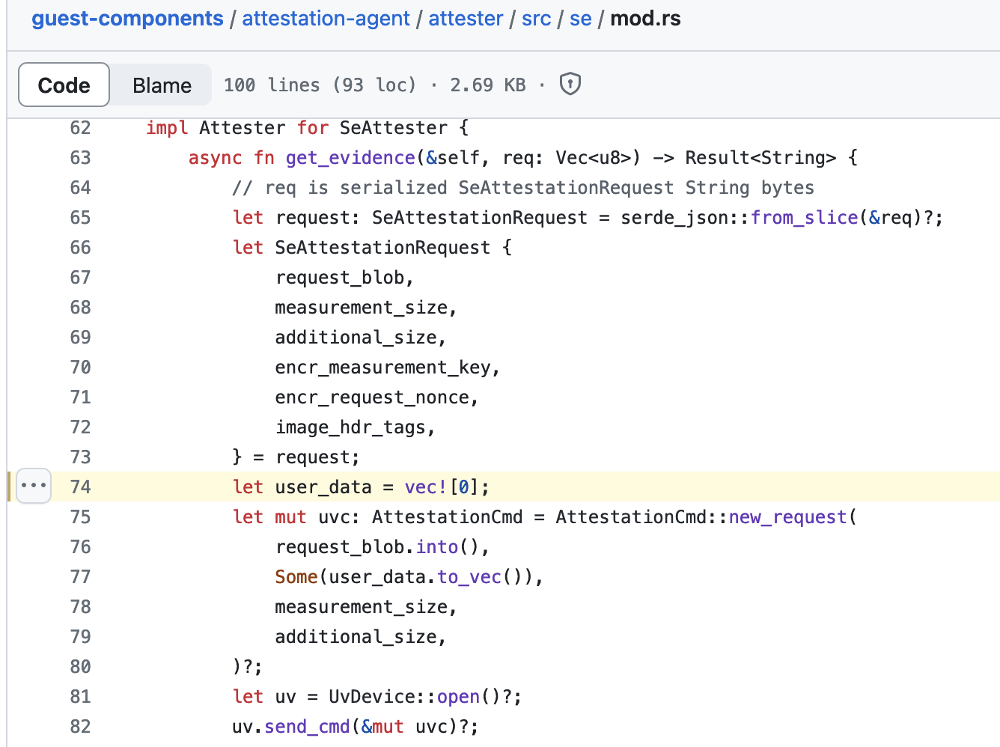 guest-components / attestation-agent / attester / src / se / mod.rs
Code Blame 100 lines (93 loc) · 2.69 KB ·
62 impl Attester for SeAttester {
63 async fn get_evidence(&self, req: Vec<u8>) -> Result<String> {
64 // req is serialized SeAttestationRequest String bytes
65 let request: SeAttestationRequest = serde_json::from_slice(&req)?;
66 let SeAttestationRequest {
67 request_blob,
68 measurement_size,
69 additional_size,
70 encr_measurement_key,
71 encr_request_nonce,
72 image_hdr_tags,
73 } = request;
74 let user_data = vec![0];
75 let mut uvc: AttestationCmd = AttestationCmd::new_request(
76 request_blob.into(),
77 Some(user_data.to_vec()),
78 measurement_size,
79 additional_size,
80 )?;
81 let uv = UvDevice::open()?;
82 uv.send_cmd(&mut uvc)?;